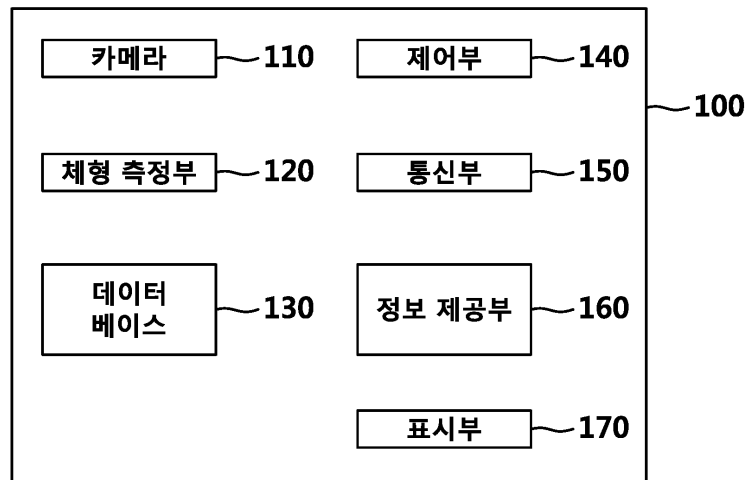 카메라 110
제어부 140
100
체형 측정부 120
통신부 150
데이터
베이스
130
정보 제공부 160
표시부 170